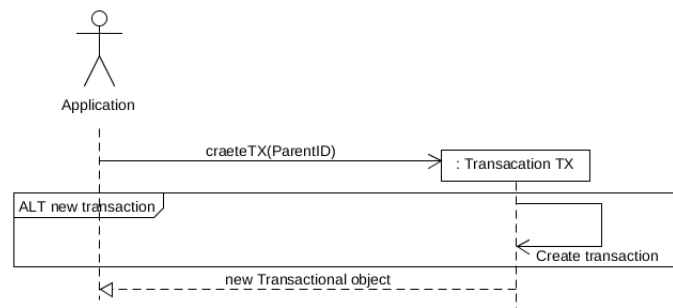 Application
craeteTX(ParentID)
: Transacation TX
ALT new transaction
Create transaction
new Transactional object